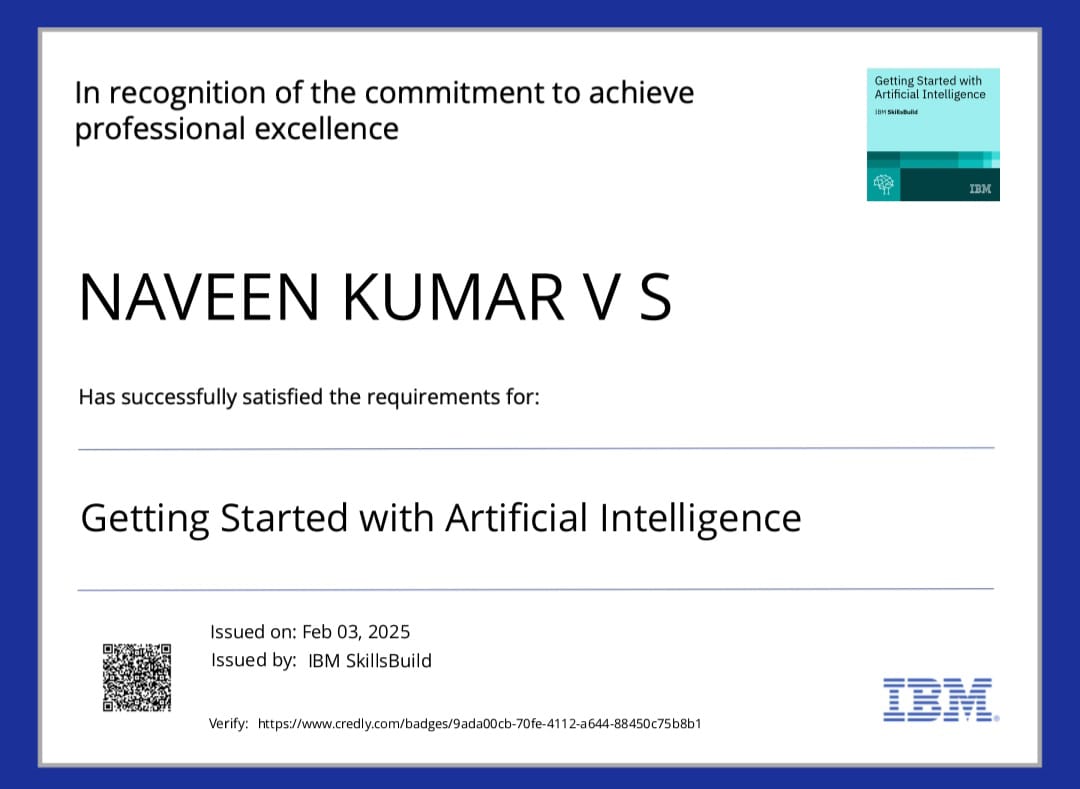 In recognition of the commitment to achieve
professional excellence
Getting Started with
Artificial Intelligence
IBM SkillsBuild
IBM
NAVEEN KUMAR V S
Has successfully satisfied the requirements for:
Getting Started with Artificial Intelligence
Issued on: Feb 03, 2025
Issued by: IBM SkillsBuild
Verify: https://www.credly.com/badges/9ada00cb-70fe-4112-a644-88450c75b8b1
IBM®